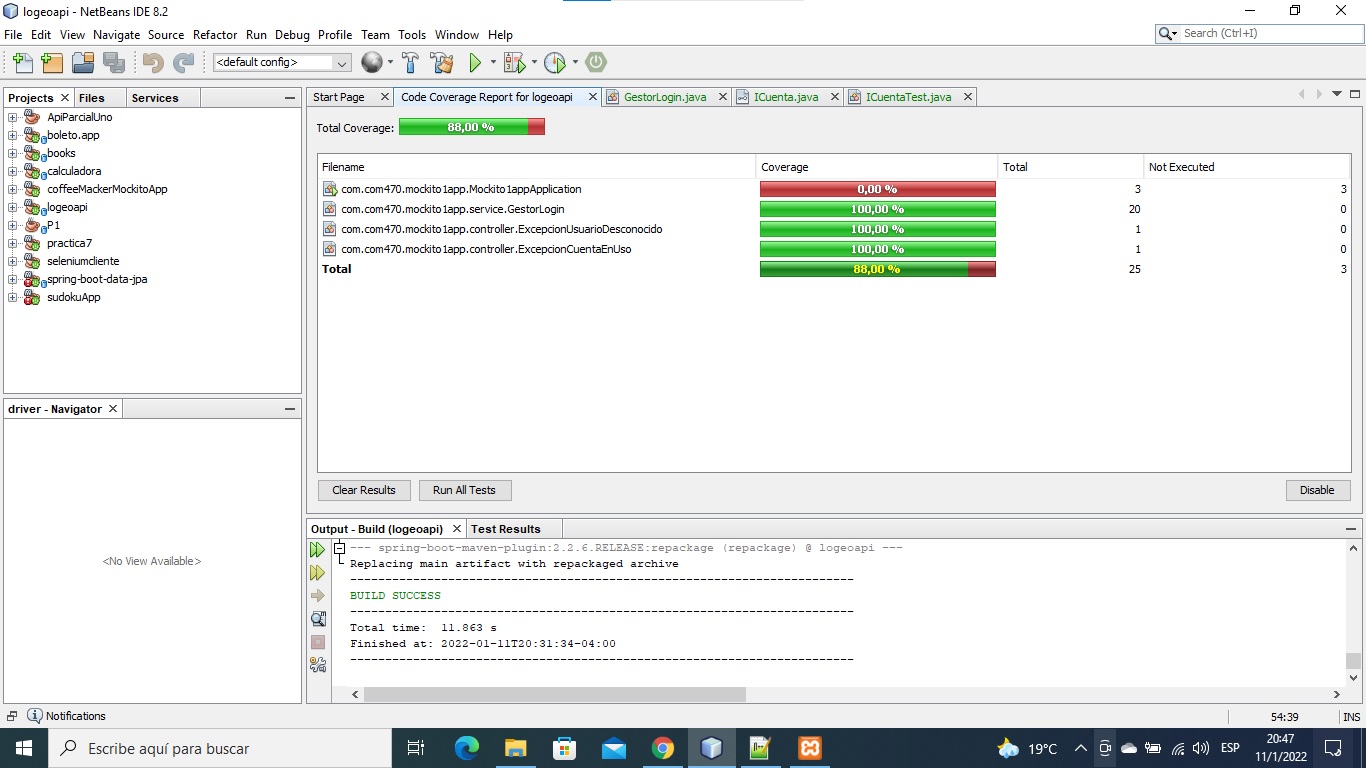 logeoapi - NetBeans IDE 8.2
File Edit View Navigate Source Refactor Run Debug Profile Team Tools Window Help
Search (Ctrl+I)
<default config>
Projects Files Services
ApiParcialUno
boleto.app
books
calculadora
coffeeMackerMockitoApp
logeoapi
P1
practica7
seleniumcliente
spring-boot-data-jpa
sudokuApp
driver - Navigator
<No View Available>
Start Page Code Coverage Report for logeoapi GestorLogin.java ICuenta.java ICuentaTest.java
Total Coverage: 88,00 %
Filename Coverage Total Not Executed
com.com470.mockito1app.Mockito1appApplication 0,00 % 3 3
com.com470.mockito1app.service.GestorLogin 100,00 % 20 0
com.com470.mockito1app.controller.ExcepcionUsuarioDesconocido 100,00 % 1 0
com.com470.mockito1app.controller.ExcepcionCuentaEnUso 100,00 % 1 0
Total 88,00 % 25 3
Clear Results Run All Tests Disable
Output - Build (logeoapi) Test Results
--- spring-boot-maven-plugin:2.2.6.RELEASE:repackage (repackage) @ logeoapi ---
Replacing main artifact with repackaged archive
------------------------------------------------------------------------
BUILD SUCCESS
------------------------------------------------------------------------
Total time: 11.863 s
Finished at: 2022-01-11T20:31:34-04:00
------------------------------------------------------------------------
Notifications 54:39 INS
Escribe aquí para buscar 19°C ESP 20:47
11/1/2022